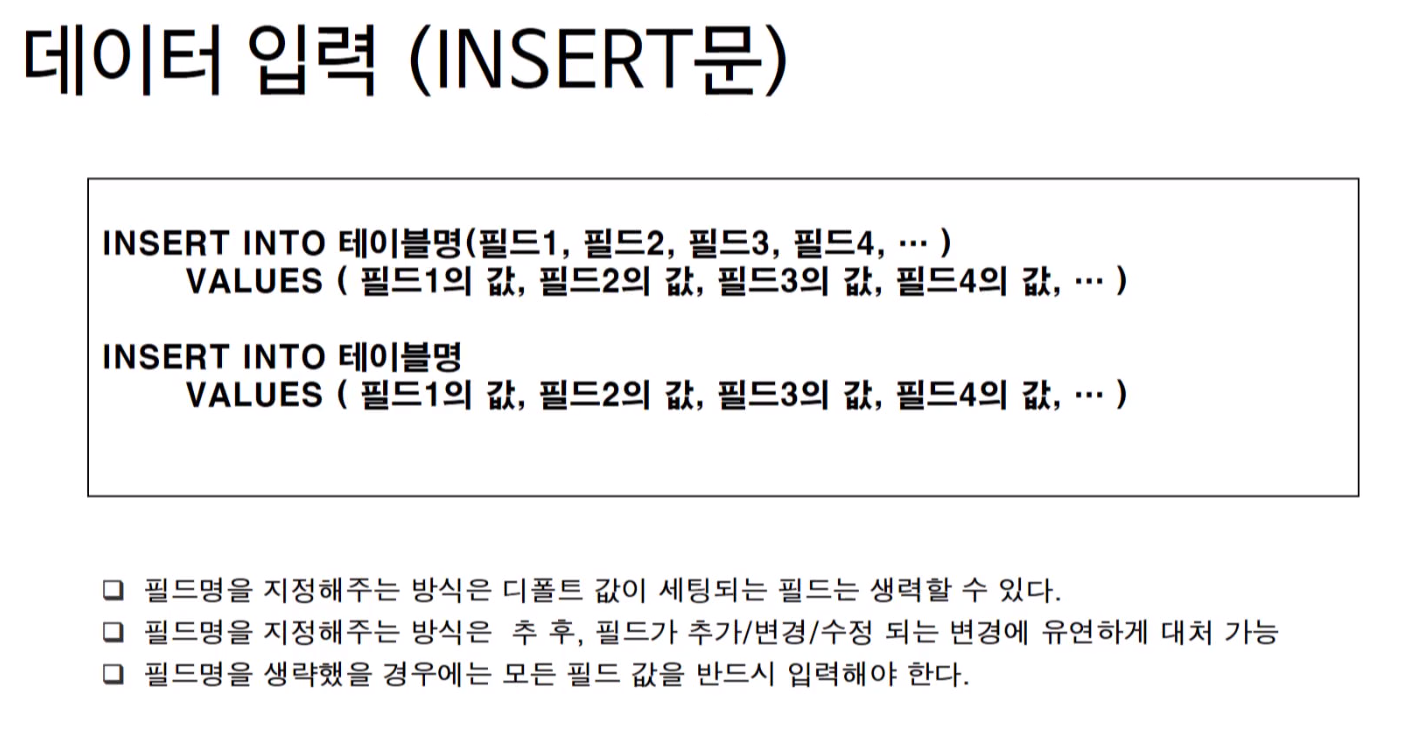 데이터 입력 (INSERT문)
INSERT INTO 테이블명(필드1, 필드2, 필드3, 필드4, … )
VALUES ( 필드1의 값, 필드2의 값, 필드3의 값, 필드4의 값, … )
INSERT INTO 테이블명
VALUES ( 필드1의 값, 필드2의 값, 필드3의 값, 필드4의 값, … )
❏ 필드명을 지정해주는 방식은 디폴트 값이 세팅되는 필드는 생력할 수 있다.
❏ 필드명을 지정해주는 방식은 추 후, 필드가 추가/변경/수정 되는 변경에 유연하게 대처 가능
❏ 필드명을 생략했을 경우에는 모든 필드 값을 반드시 입력해야 한다.